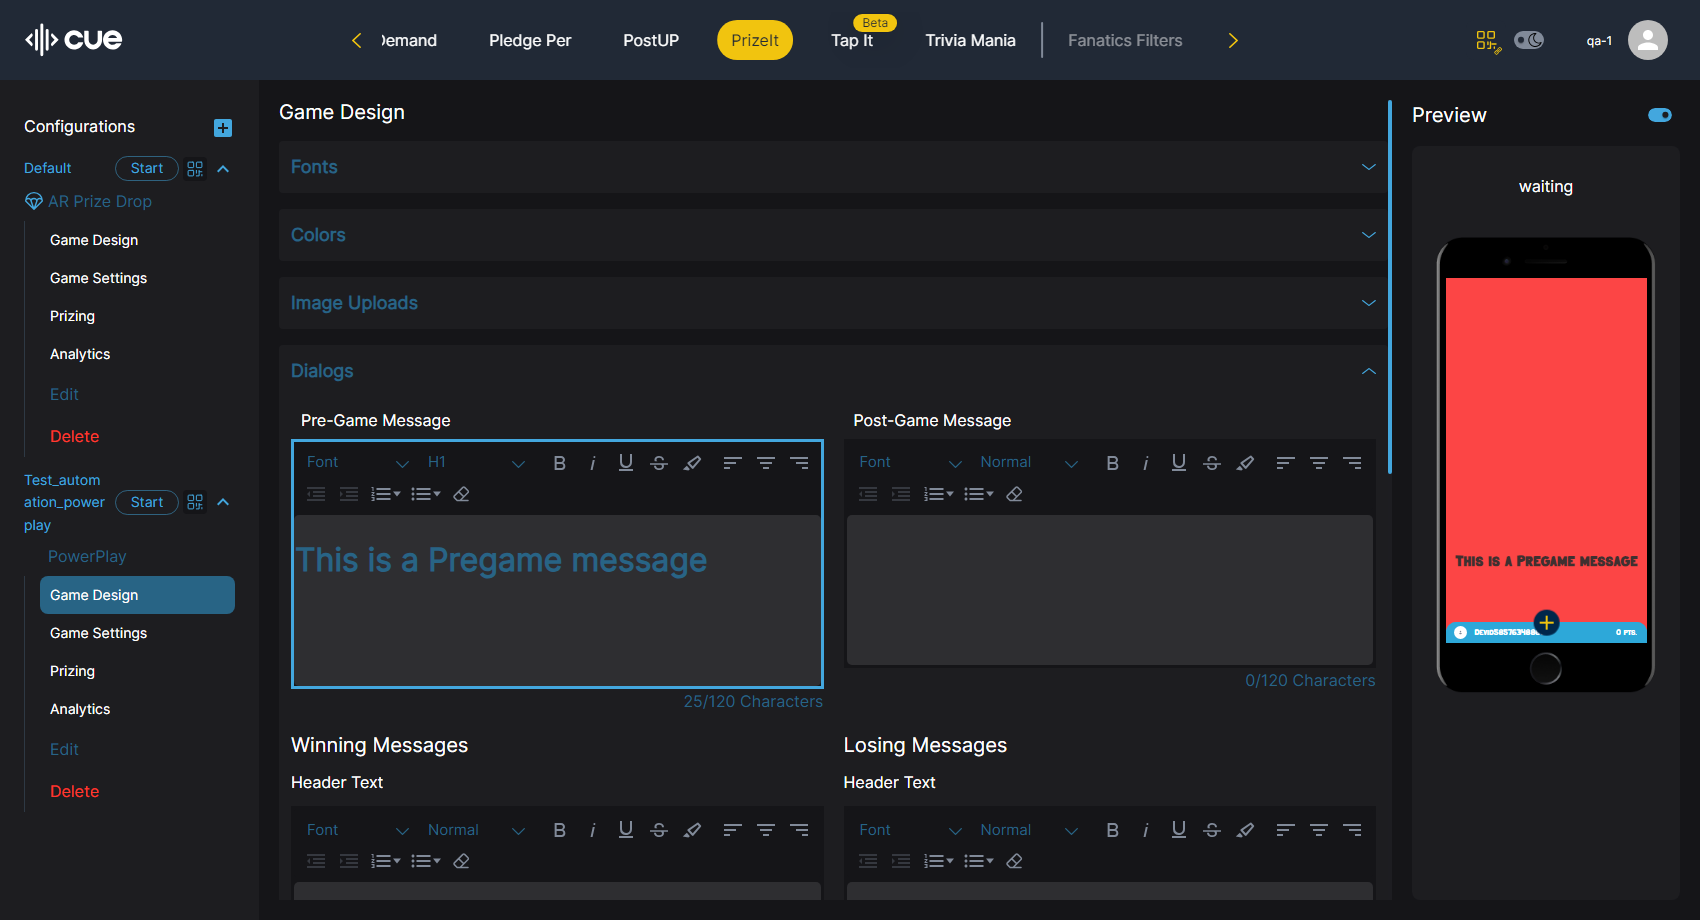 cue
Demand
Pledge Per
PostUP
PrizeIt
Beta
Tap It
Trivia Mania
Fanatics Filters
qa-1
Configurations
Default
Start
AR Prize Drop
Game Design
Game Settings
Prizing
Analytics
Edit
Delete
Test_autom
ation_power
play
Start
PowerPlay
Game Design
Game Settings
Prizing
Analytics
Edit
Delete
Game Design
Fonts
Colors
Image Uploads
Dialogs
Pre-Game Message
Font
H1
B
i
U
S
This is a Pregame message
25/120 Characters
Post-Game Message
Font
Normal
B
i
U
S
0/120 Characters
Winning Messages
Header Text
Font
Normal
B
i
U
S
Losing Messages
Header Text
Font
Normal
B
i
U
S
Preview
waiting
This is a Pregame message
0 pts.